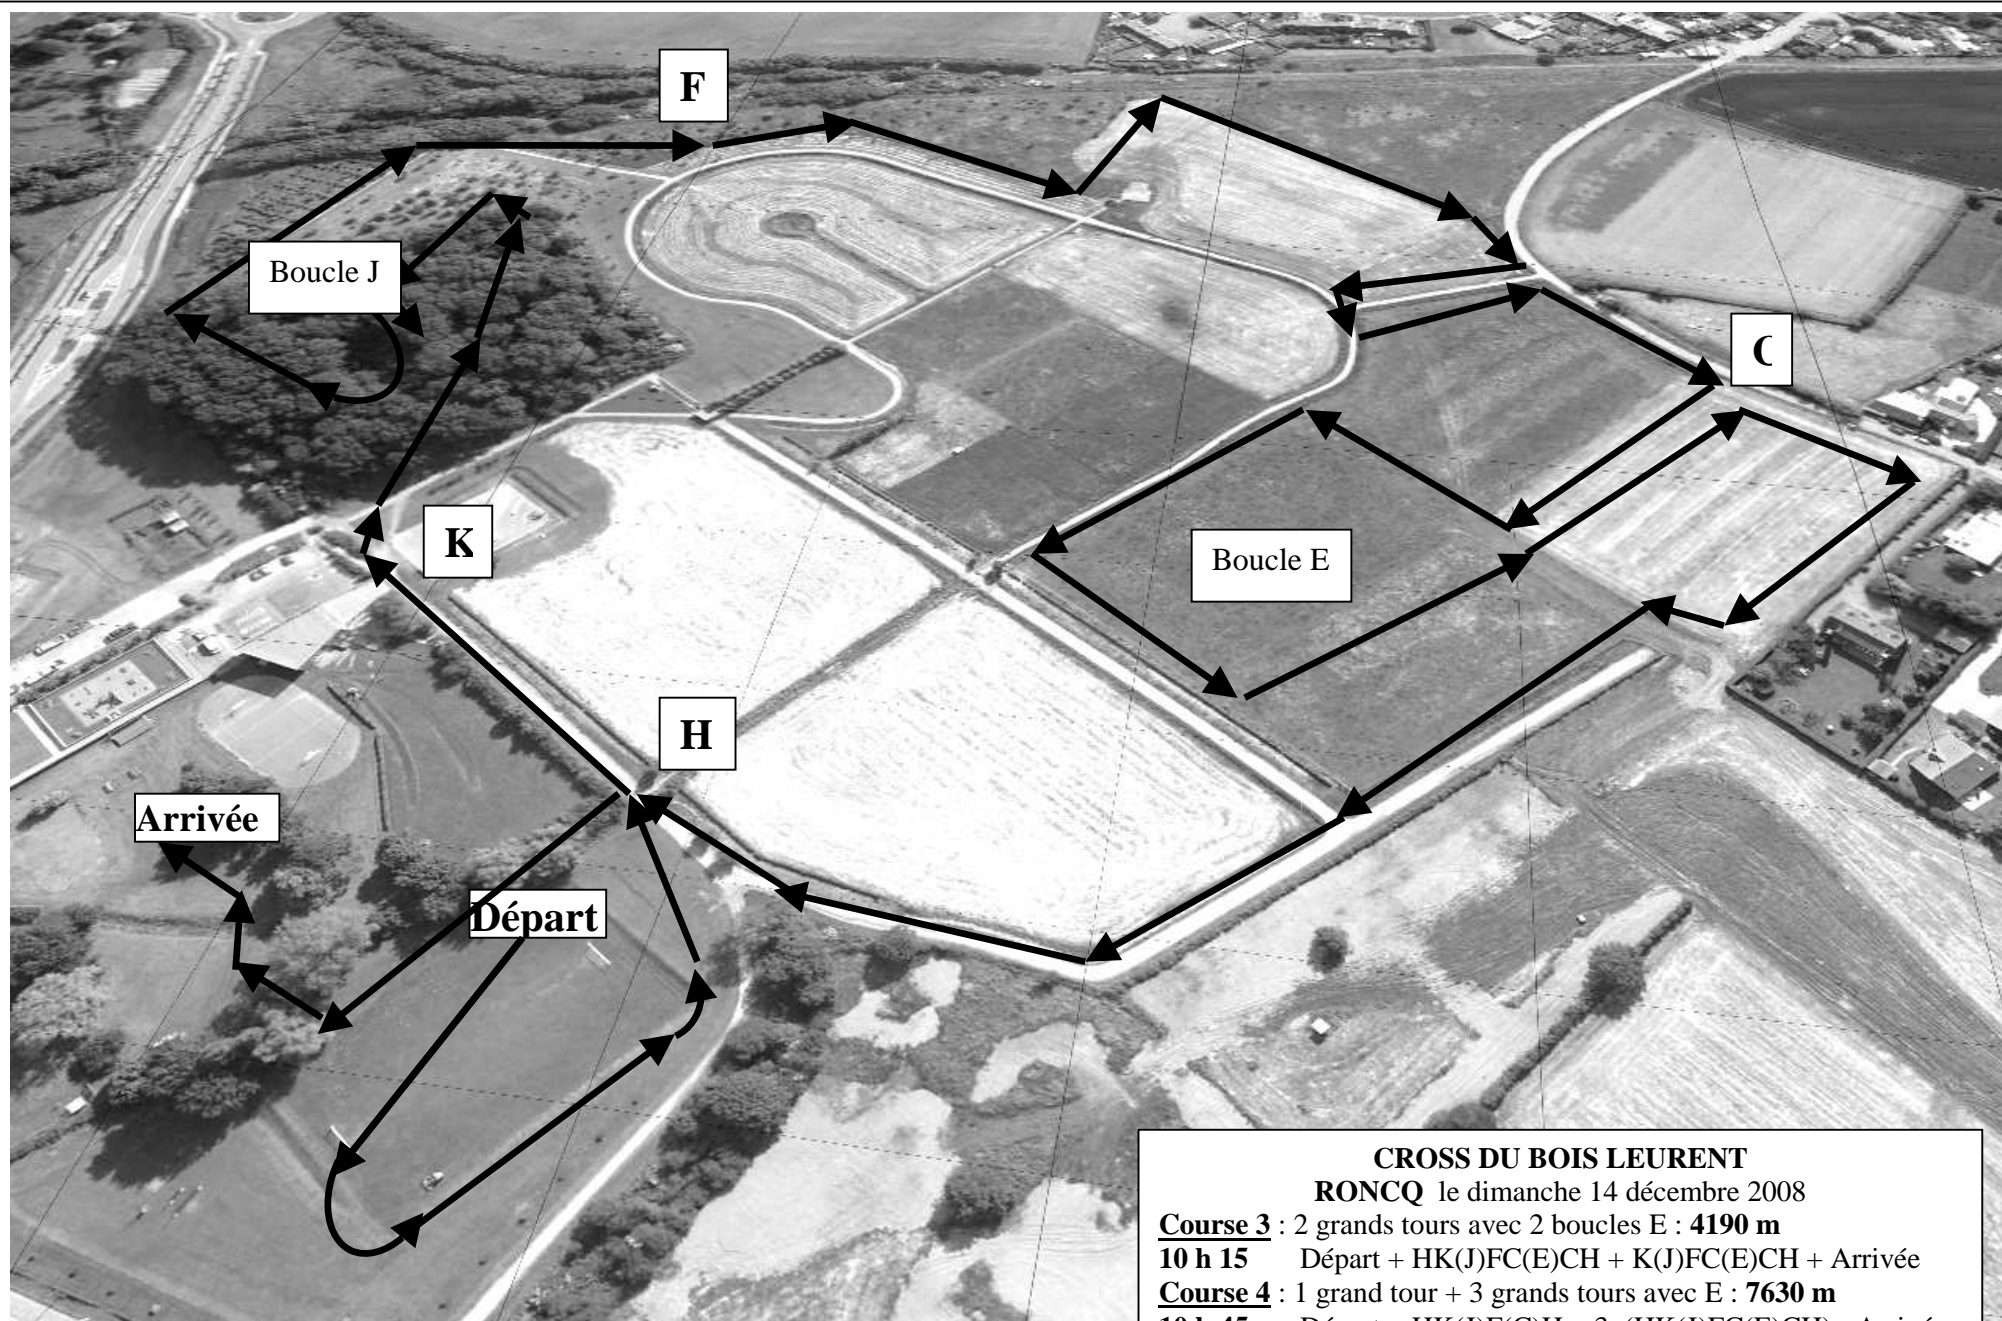 F
Boucle J
C
K
Boucle E
H
Arrivée
Départ
CROSS DU BOIS LEURENT
RONCQ le dimanche 14 décembre 2008
Course 3 : 2 grands tours avec 2 boucles E : 4190 m
10 h 15 Départ + HK(J)FC(E)CH + K(J)FC(E)CH + Arrivée
Course 4 : 1 grand tour + 3 grands tours avec E : 7630 m